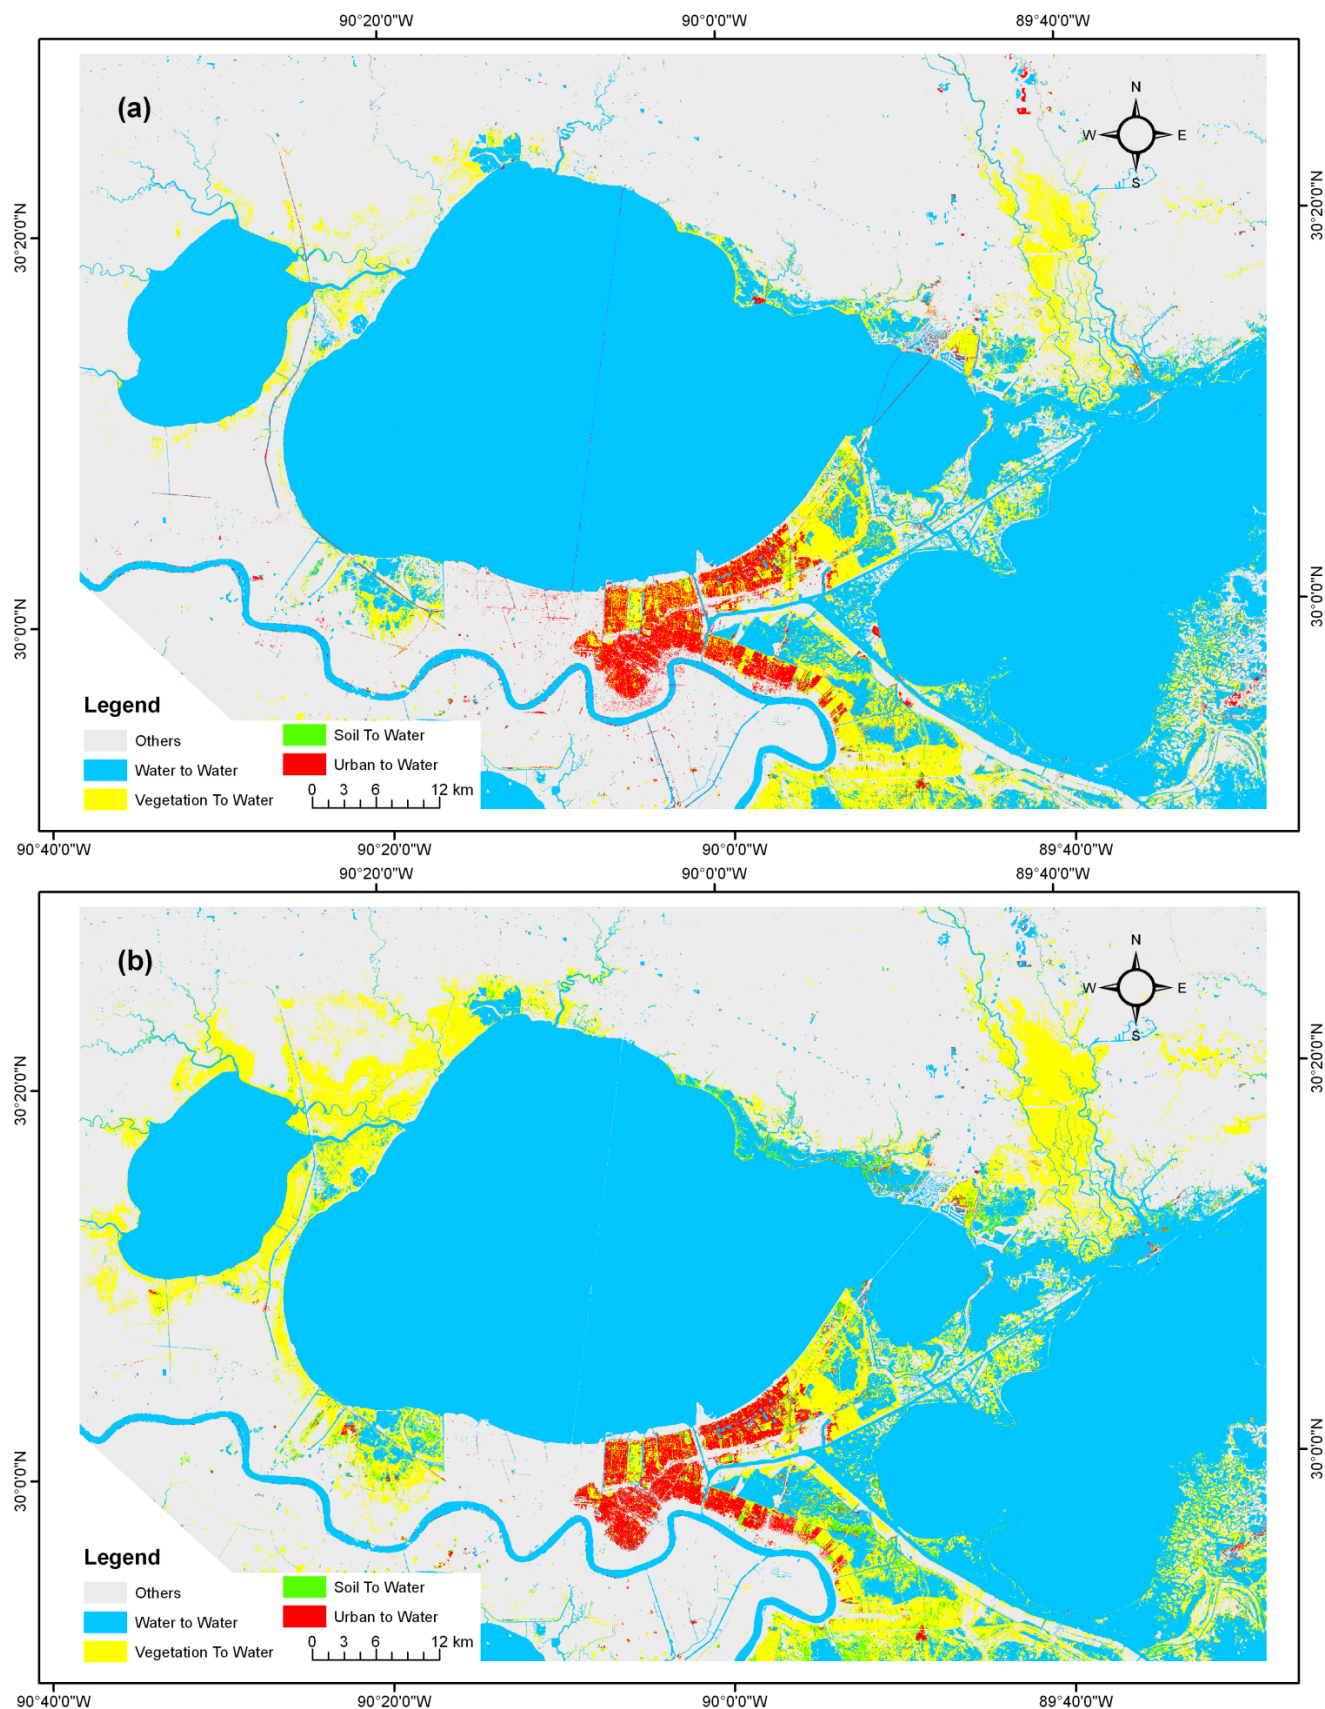 90°20'0"W 90°0'0"W 89°40'0"W
(a)
N
W E
S
30°20'0"N 30°20'0"N
30°0'0"N 30°0'0"N
Legend
Others
Water to Water
Vegetation To Water
Soil To Water
Urban to Water
0 3 6 12 km
90°40'0"W 90°20'0"W 90°0'0"W 89°40'0"W
90°20'0"W 90°0'0"W 89°40'0"W
(b)
N
W E
S
30°20'0"N 30°20'0"N
30°0'0"N 30°0'0"N
Legend
Others
Water to Water
Vegetation To Water
Soil To Water
Urban to Water
0 3 6 12 km
90°40'0"W 90°20'0"W 90°0'0"W 89°40'0"W